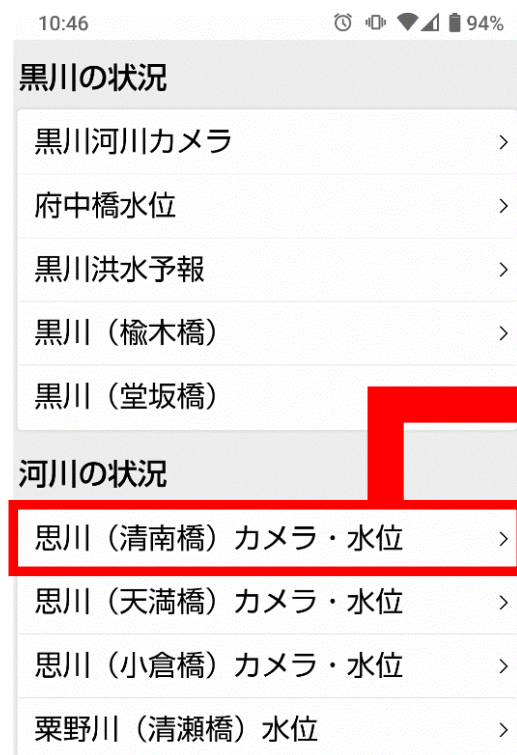 10:46 94%
黒川の状況
黒川河川カメラ
府中橋水位
黒川洪水予報
黒川（楡木橋）
黒川（堂坂橋）
河川の状況
思川（清南橋）カメラ・水位
思川（天満橋）カメラ・水位
思川（小倉橋）カメラ・水位
粟野川（清瀬橋）水位